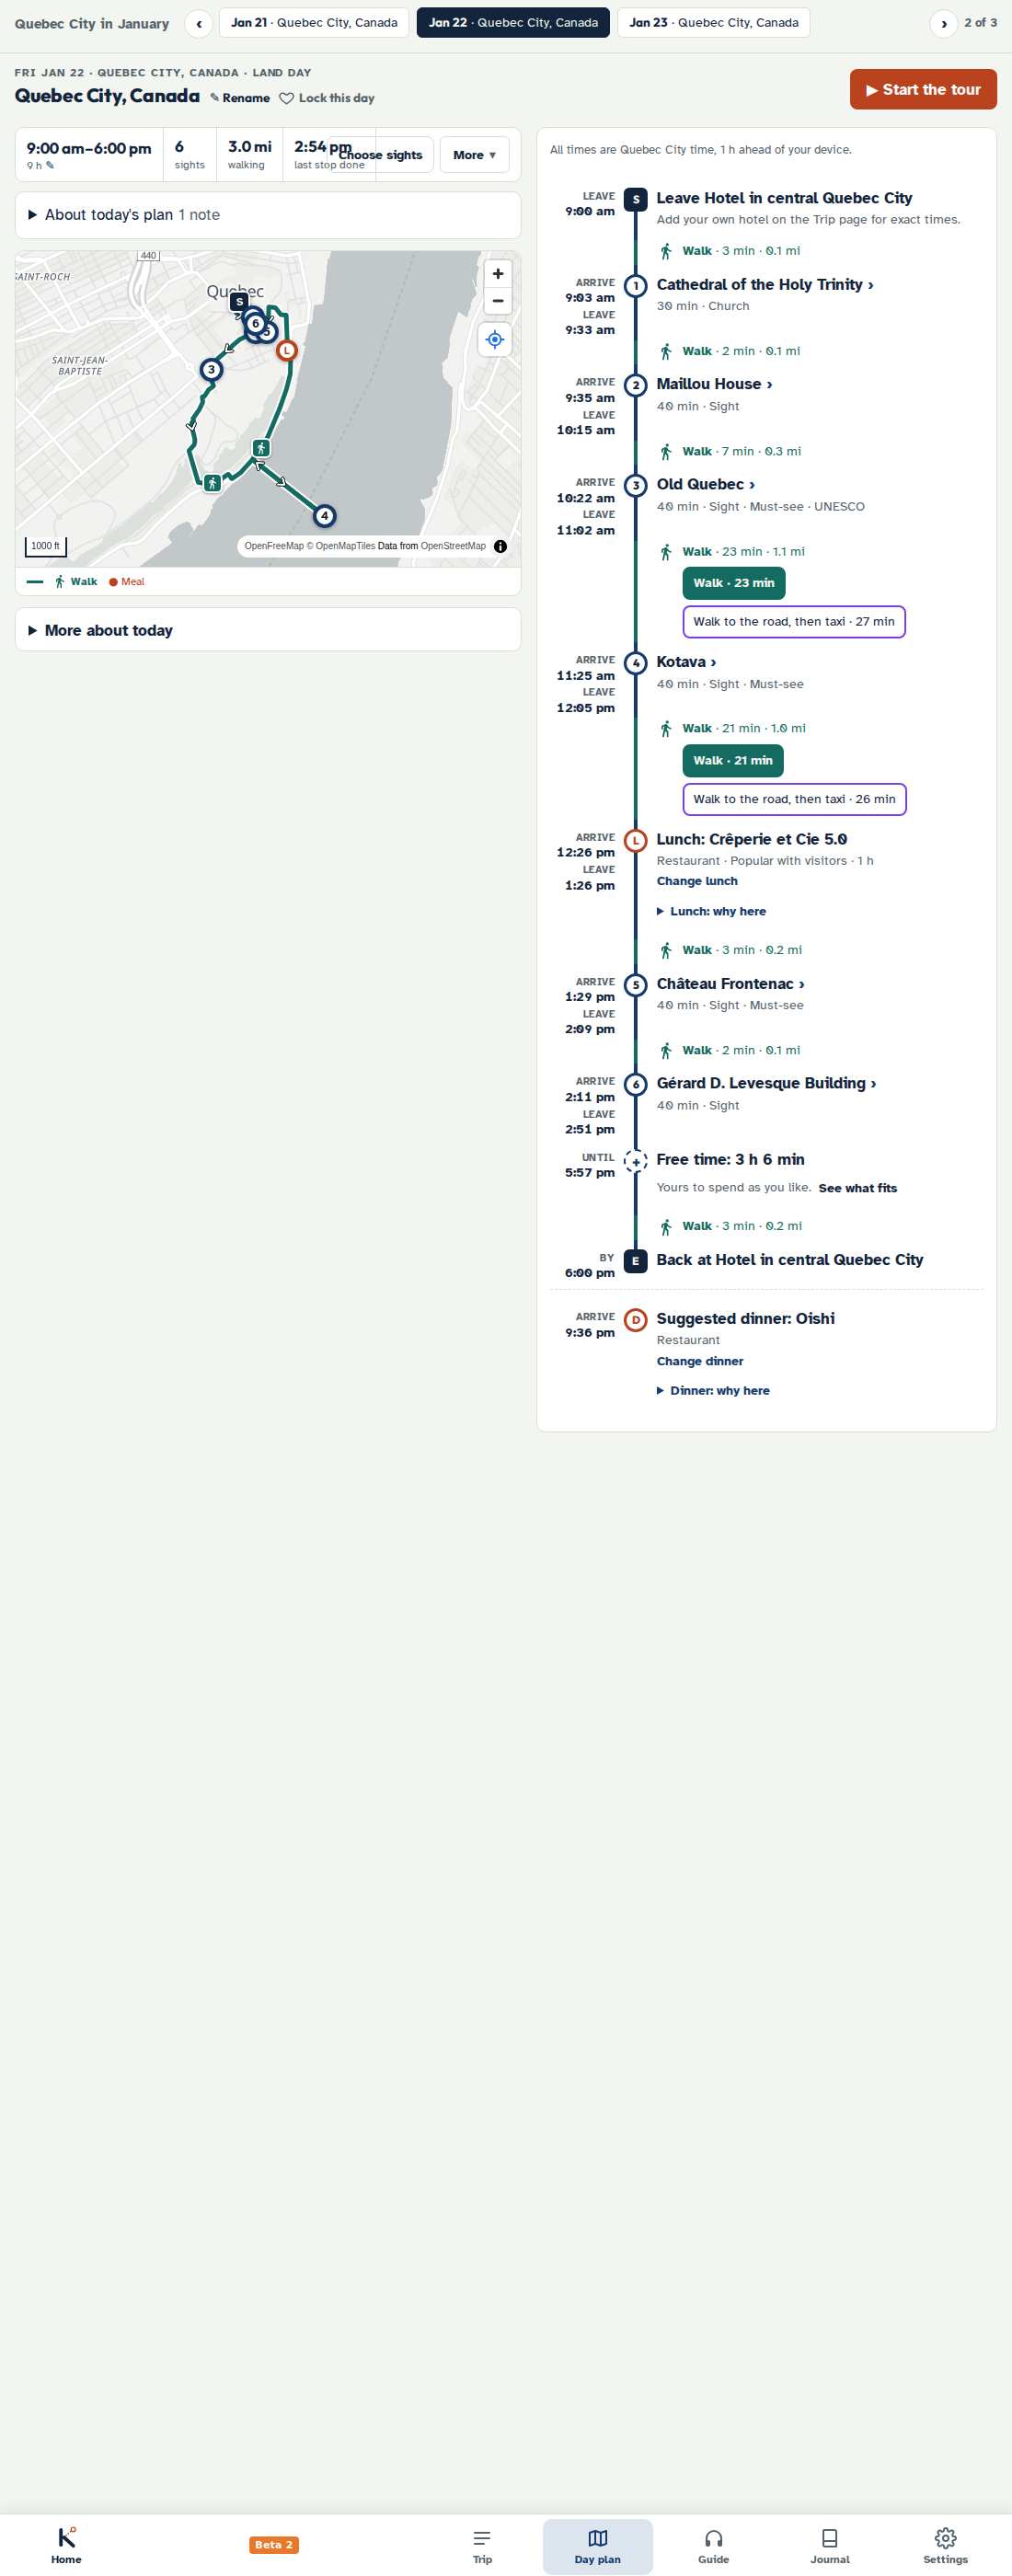 Quebec City in January
‹
Jan 21 · Quebec City, Canada
Jan 22 · Quebec City, Canada
Jan 23 · Quebec City, Canada
›
2 of 3
FRI JAN 22 · QUEBEC CITY, CANADA · LAND DAY
Quebec City, Canada ✎ Rename Lock this day
▶ Start the tour
9:00 am–6:00 pm
9 h ✎
6
sights
3.0 mi
walking
2:54 pm
last stop done
Choose sights
More ▼
▶ About today's plan 1 note
440
SAINT-ROCH
Quebec
SAINT-JEAN-
BAPTISTE
S
6
5
L
3
4
+
−
1000 ft
OpenFreeMap © OpenMapTiles Data from OpenStreetMap
Walk
Meal
▶ More about today
All times are Quebec City time, 1 h ahead of your device.
LEAVE
9:00 am
S
Leave Hotel in central Quebec City
Add your own hotel on the Trip page for exact times.
Walk · 3 min · 0.1 mi
ARRIVE
9:03 am
LEAVE
9:33 am
1
Cathedral of the Holy Trinity ›
30 min · Church
Walk · 2 min · 0.1 mi
ARRIVE
9:35 am
LEAVE
10:15 am
2
Maillou House ›
40 min · Sight
Walk · 7 min · 0.3 mi
ARRIVE
10:22 am
LEAVE
11:02 am
3
Old Quebec ›
40 min · Sight · Must-see · UNESCO
Walk · 23 min · 1.1 mi
Walk · 23 min
Walk to the road, then taxi · 27 min
ARRIVE
11:25 am
LEAVE
12:05 pm
4
Kotava ›
40 min · Sight · Must-see
Walk · 21 min · 1.0 mi
Walk · 21 min
Walk to the road, then taxi · 26 min
ARRIVE
12:26 pm
LEAVE
1:26 pm
L
Lunch: Crêperie et Cie 5.0
Restaurant · Popular with visitors · 1 h
Change lunch
▶ Lunch: why here
Walk · 3 min · 0.2 mi
ARRIVE
1:29 pm
LEAVE
2:09 pm
5
Château Frontenac ›
40 min · Sight · Must-see
Walk · 2 min · 0.1 mi
ARRIVE
2:11 pm
LEAVE
2:51 pm
6
Gérard D. Levesque Building ›
40 min · Sight
UNTIL
5:57 pm
+
Free time: 3 h 6 min
Yours to spend as you like. See what fits
Walk · 3 min · 0.2 mi
BY
6:00 pm
E
Back at Hotel in central Quebec City
ARRIVE
9:36 pm
D
Suggested dinner: Oishi
Restaurant
Change dinner
▶ Dinner: why here
Home
Beta 2
Trip
Day plan
Guide
Journal
Settings